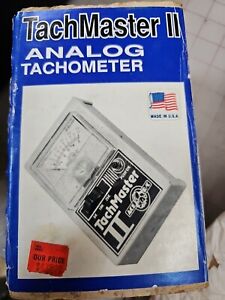 TachMaster II
ANALOG
TACHOMETER
MADE IN U.S.A.
TachMaster
II
OUR PRICE